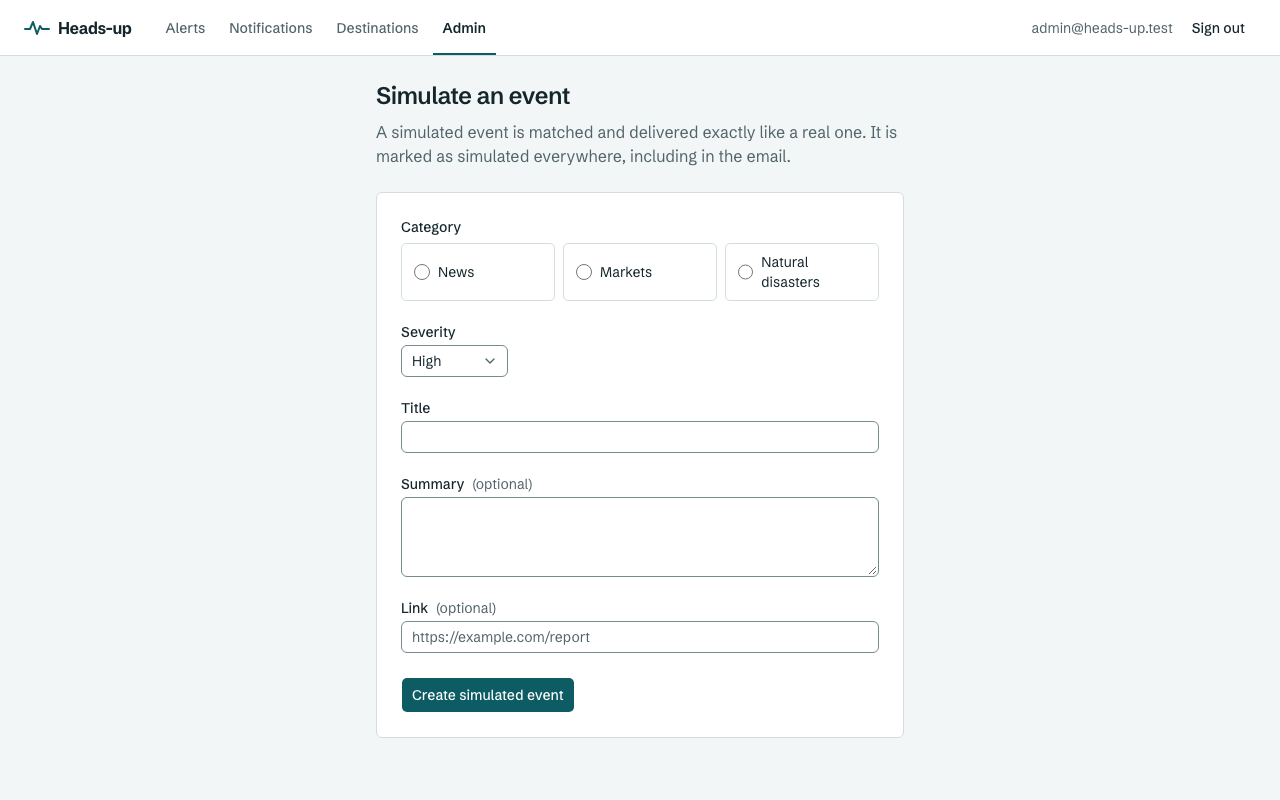 Heads-up Alerts Notifications Destinations Admin admin@heads-up.test Sign out
Simulate an event
A simulated event is matched and delivered exactly like a real one. It is
marked as simulated everywhere, including in the email.
Category
News
Markets
Natural
disasters
Severity
High
Title
Summary (optional)
Link (optional)
https://example.com/report
Create simulated event